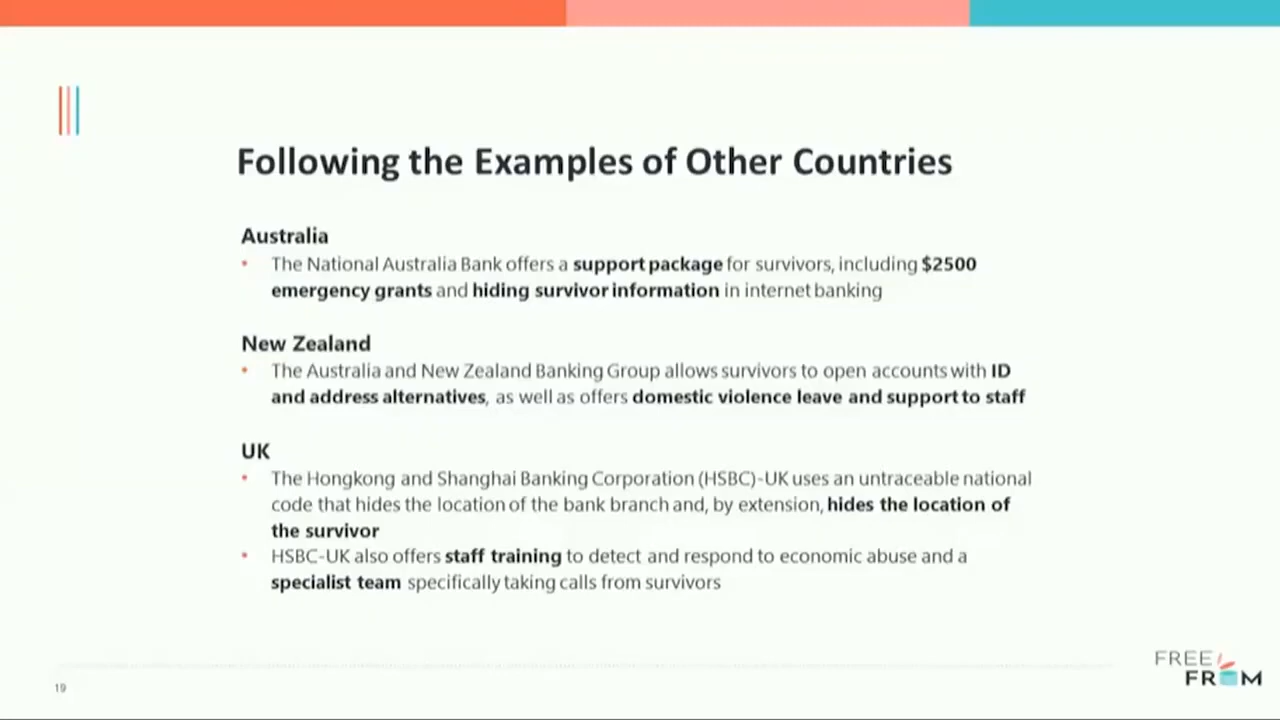 Following the Examples of Other Countries
Australia
• The National Australia Bank offers a support package for survivors, including $2500
emergency grants and hiding survivor information in internet banking
New Zealand
• The Australia and New Zealand Banking Group allows survivors to open accounts with ID
and address alternatives, as well as offers domestic violence leave and support to staff
UK
• The Hongkong and Shanghai Banking Corporation (HSBC)-UK uses an untraceable national
code that hides the location of the bank branch and, by extension, hides the location of
the survivor
• HSBC-UK also offers staff training to detect and respond to economic abuse and a
specialist team specifically taking calls from survivors
19
FREE
FROM